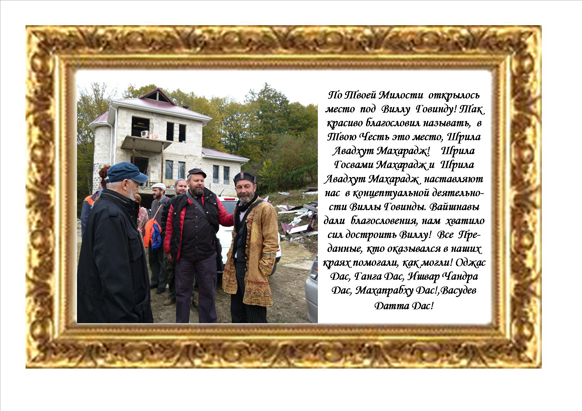 По Твоей Милости открылось
место под Виллу Говинду! Так
красиво благословил называть, в
Твою Честь это место, Шрила
Авадхут Махарадж! Шрила
Госвами Махарадж и Шрила
Авадхут Махарадж наставляют
нас в концептуальной деятельно-
сти Виллы Говинды. Вайшнавы
дали благословения, нам хватило
сил достроить Виллу! Все Пре-
данные, кто оказывался в наших
краях помогали, как могли! Оджас
Дас, Ганга Дас, Ишвар Чандра
Дас, Махапрабху Дас!,Васудев
Датта Дас!